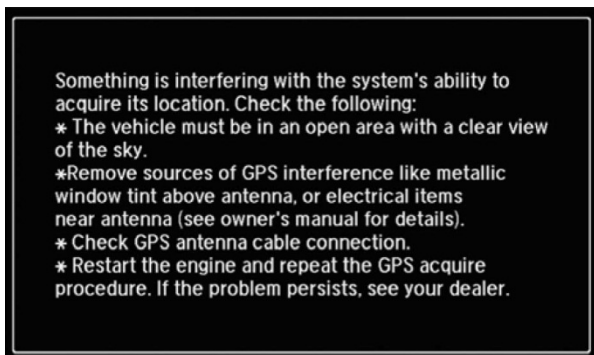 Something is interfering with the system's ability to
acquire its location. Check the following:
* The vehicle must be in an open area with a clear view
of the sky.
*Remove sources of GPS interference like metallic
window tint above antenna, or electrical items
near antenna (see owner's manual for details).
* Check GPS antenna cable connection.
* Restart the engine and repeat the GPS acquire
procedure. If the problem persists, see your dealer.